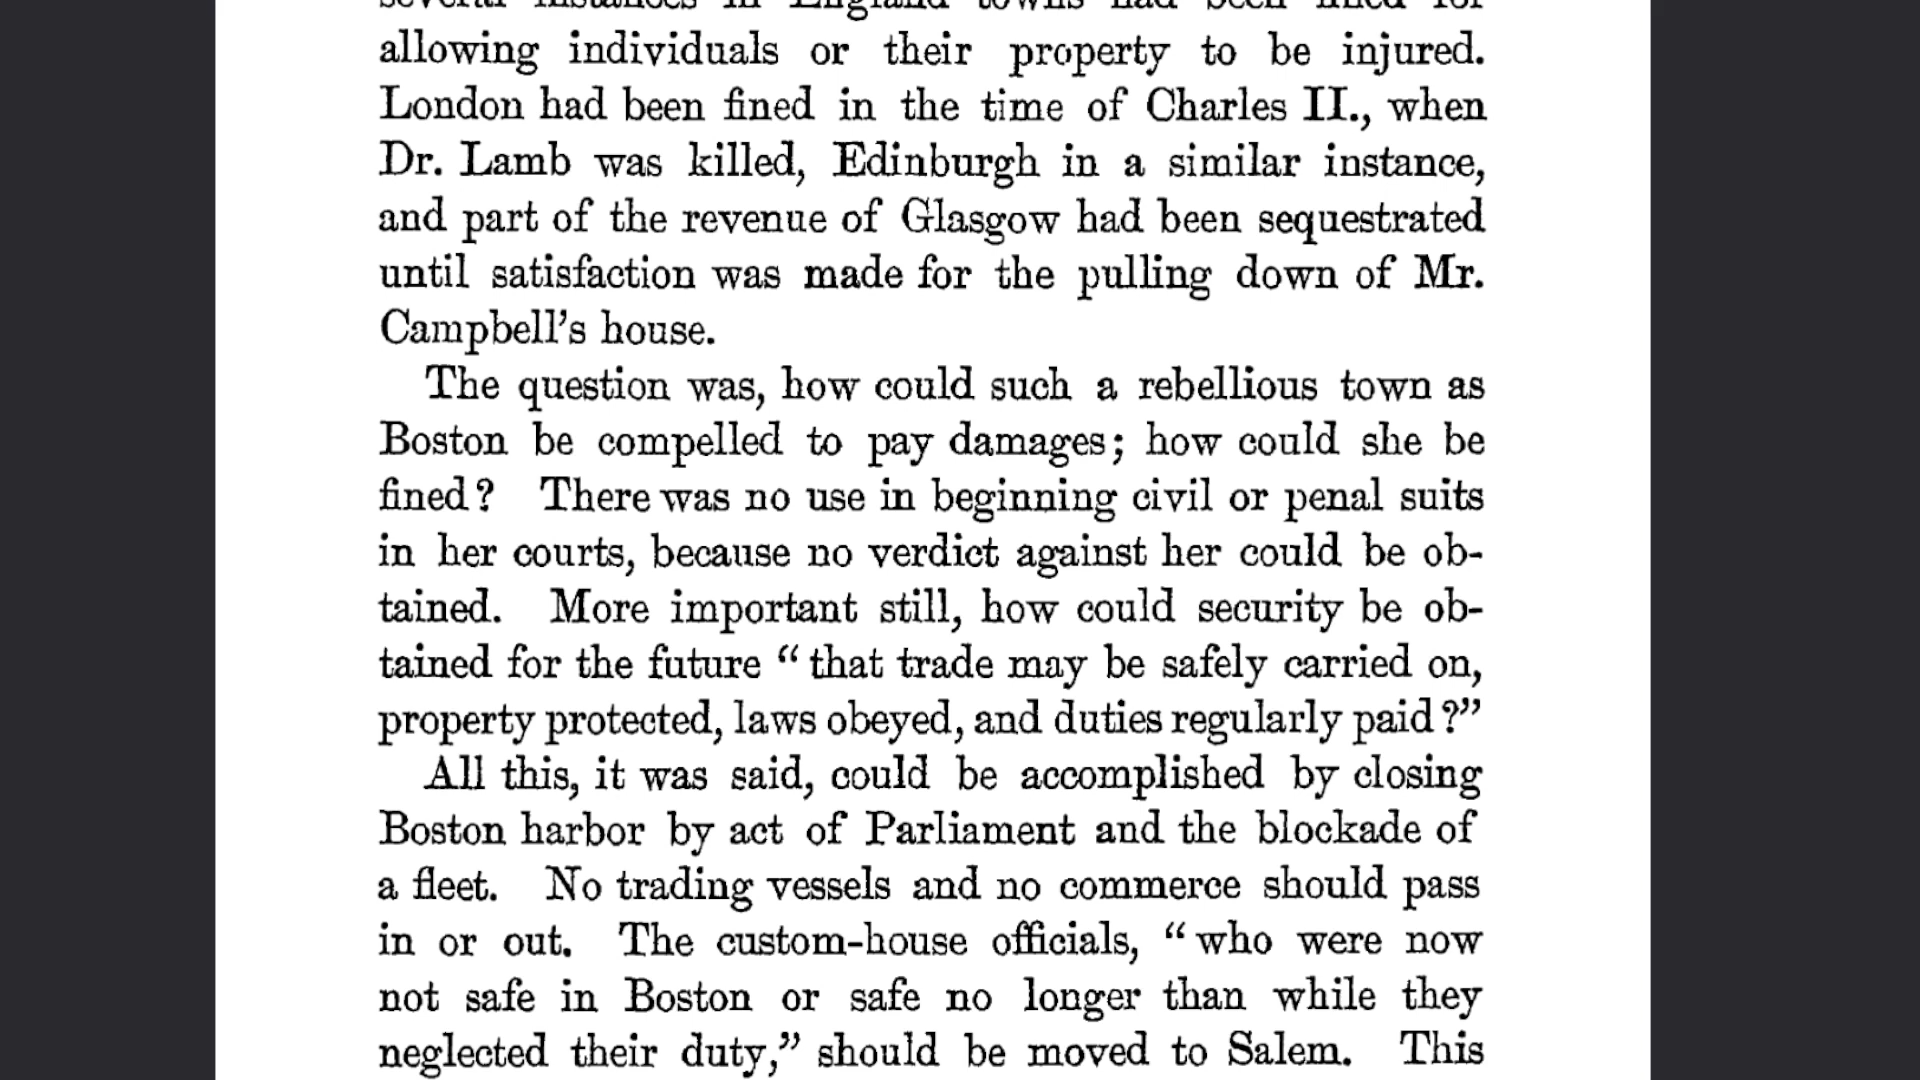 several instances in England towns had been fined for
allowing individuals or their property to be injured.
London had been fined in the time of Charles II., when
Dr. Lamb was killed, Edinburgh in a similar instance,
and part of the revenue of Glasgow had been sequestrated
until satisfaction was made for the pulling down of Mr.
Campbell's house.
The question was, how could such a rebellious town as
Boston be compelled to pay damages; how could she be
fined? There was no use in beginning civil or penal suits
in her courts, because no verdict against her could be ob-
tained. More important still, how could security be ob-
tained for the future “ that trade may be safely carried on,
property protected, laws obeyed, and duties regularly paid?”
All this, it was said, could be accomplished by closing
Boston harbor by act of Parliament and the blockade of
a fleet. No trading vessels and no commerce should pass
in or out. The custom-house officials, “ who were now
not safe in Boston or safe no longer than while they
neglected their duty,” should be moved to Salem. This